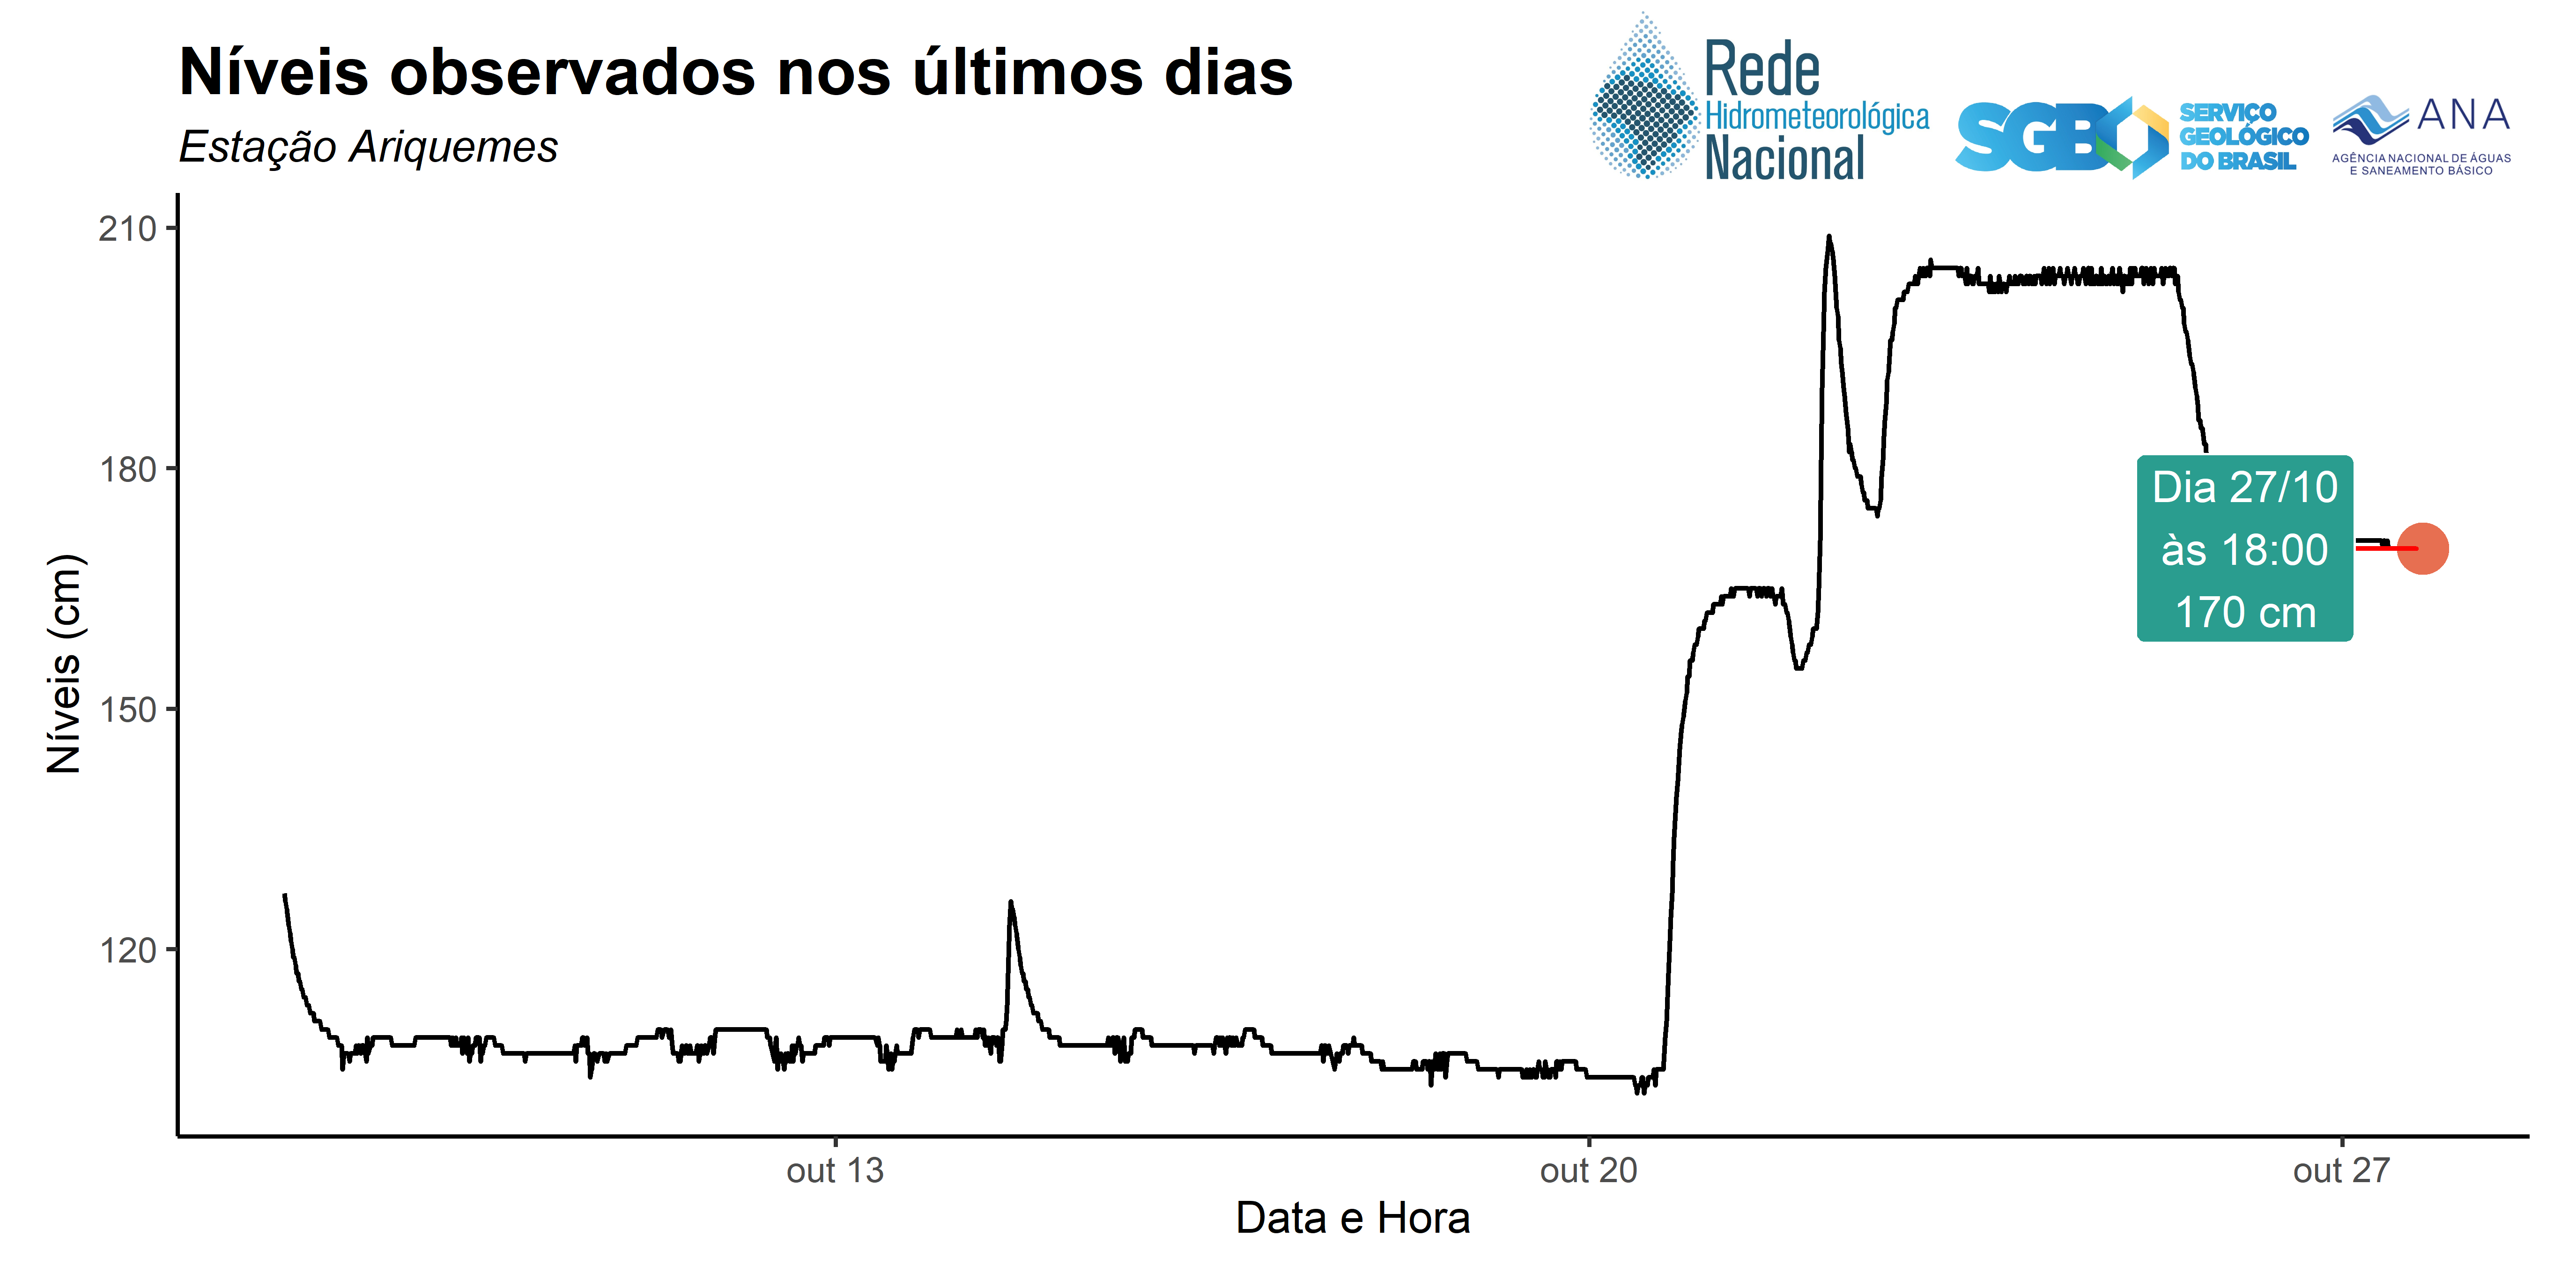 Níveis observados nos últimos dias
Estação Ariquemes
Rede
Hidrometeorológica
Nacional
SGB
SERVIÇO
GEOLÓGICO
DO BRASIL
ANA
AGÊNCIA NACIONAL DE ÁGUAS
E SANEAMENTO BÁSICO
Níveis (cm)
210
180
150
120
Dia 27/10
às 18:00
170 cm
out 13
out 20
out 27
Data e Hora